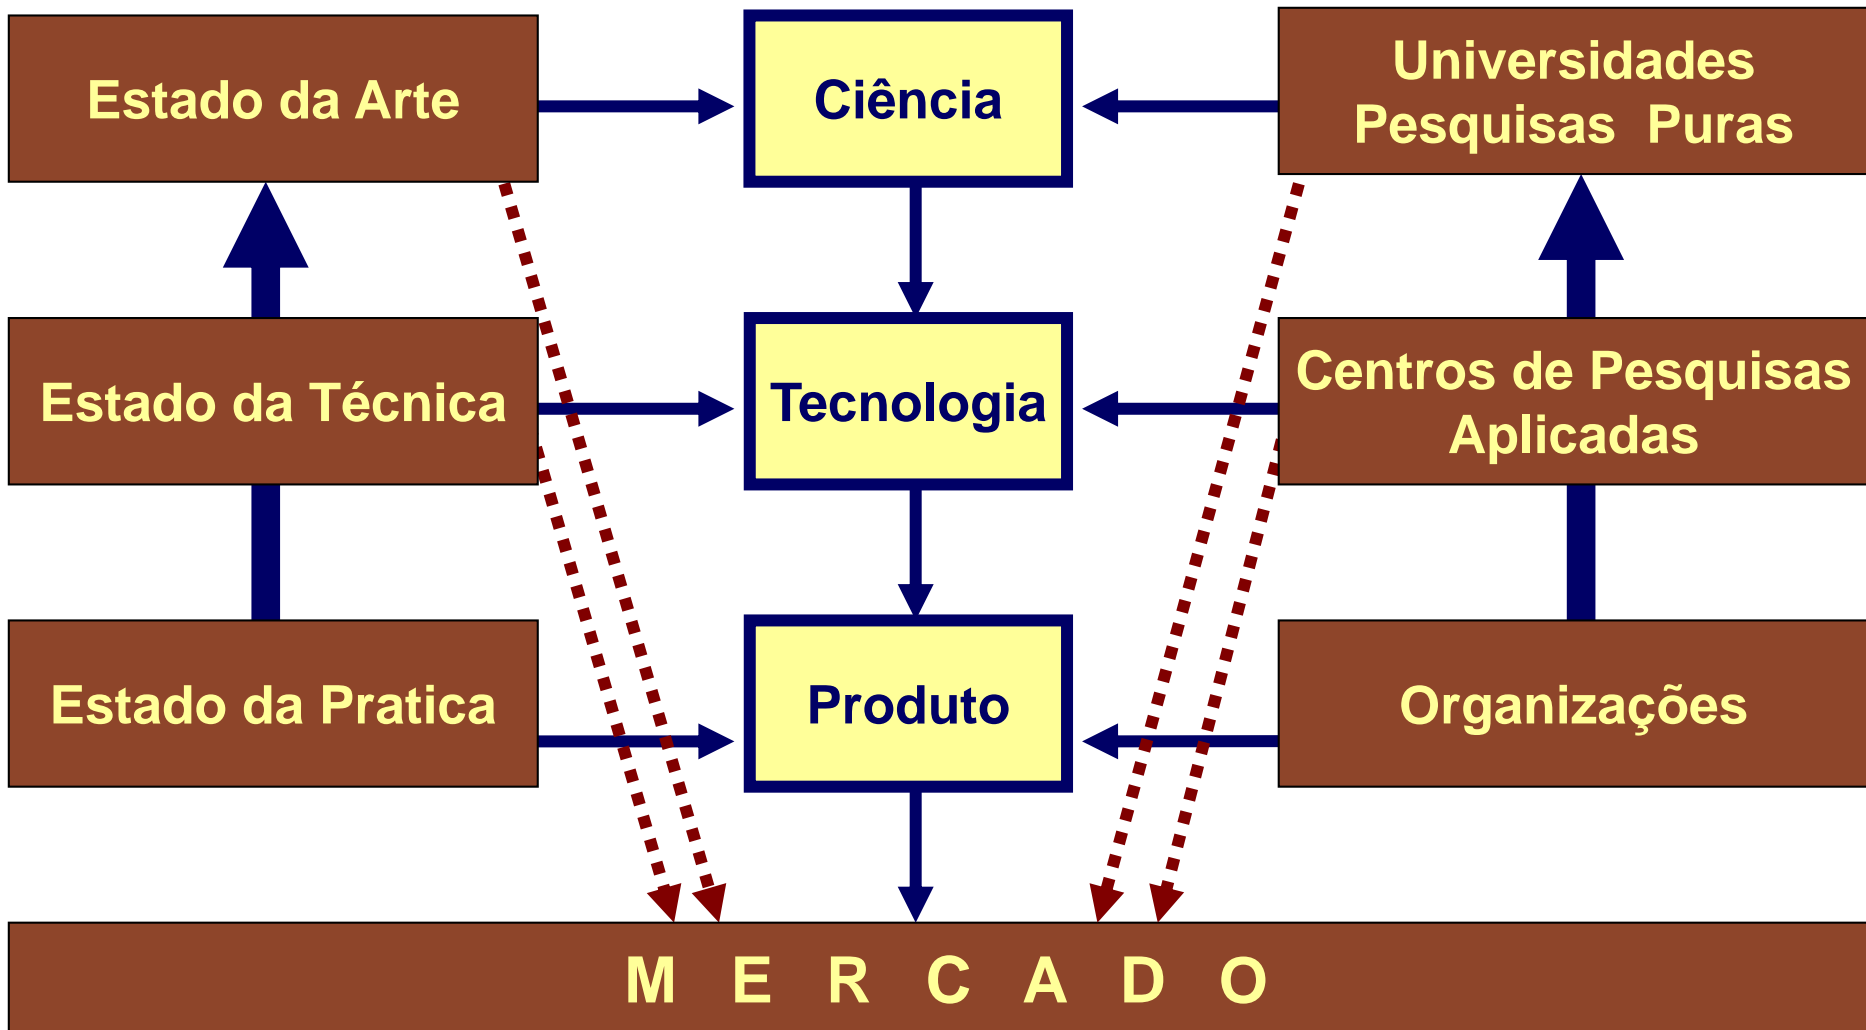 Estado da Arte
Ciência
Universidades
Pesquisas  Puras
Estado da Técnica
Tecnologia
Centros de Pesquisas
Aplicadas
Estado da Pratica
Produto
Organizações
M E R C A D O